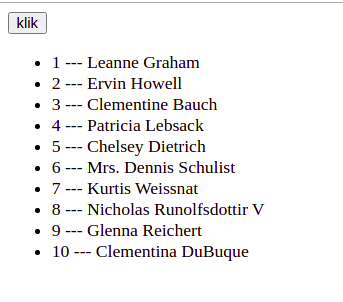 klik
1 --- Leanne Graham
2 --- Ervin Howell
3 --- Clementine Bauch
4 --- Patricia Lebsack
5 --- Chelsey Dietrich
6 --- Mrs. Dennis Schulist
7 --- Kurtis Weissnat
8 --- Nicholas Runolfsdottir V
9 --- Glenna Reichert
10 --- Clementina DuBuque